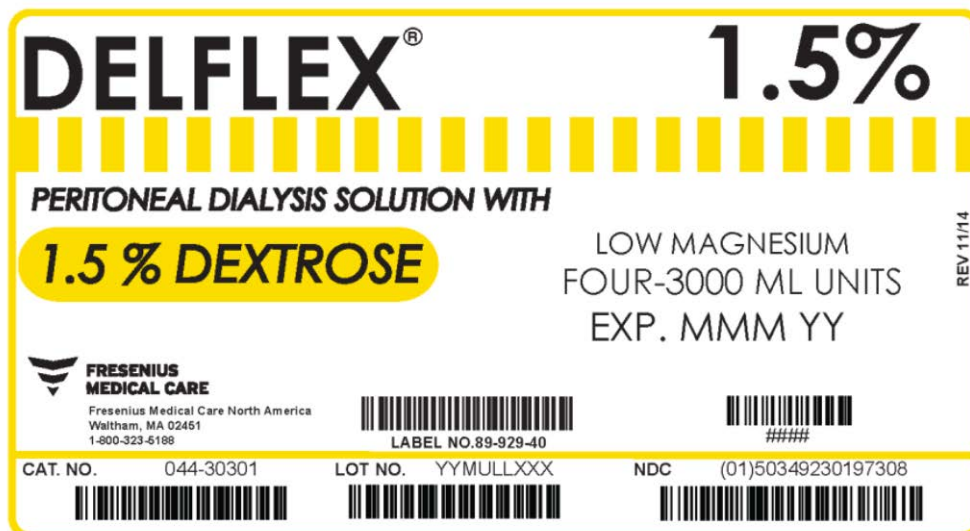 DELFLEX® 1.5%
PERITONEAL DIALYSIS SOLUTION WITH
1.5 % DEXTROSE
LOW MAGNESIUM
FOUR-3000 ML UNITS
EXP. MMM YY
REV 11/14
FRESENIUS
MEDICAL CARE
Fresenius Medical Care North America
Waltham, MA 02451
1-800-323-5188
LABEL NO.89-929-40
#####
CAT. NO. 044-30301 LOT NO. YYMULLXXX NDC (01)50349230197308